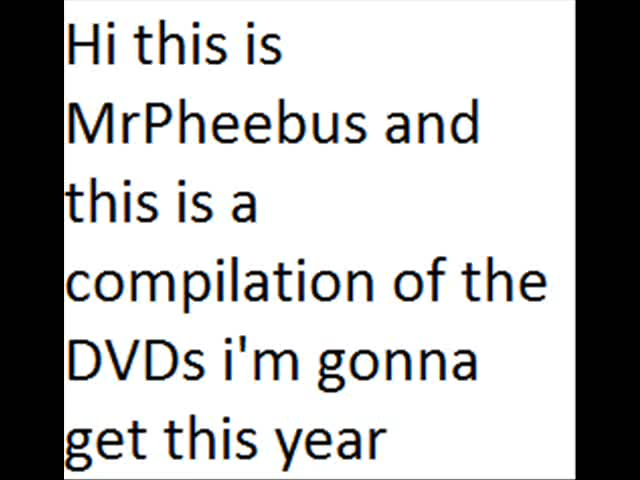 Hi this is
MrPheebus and
this is a
compilation of the
DVDs i'm gonna
get this year